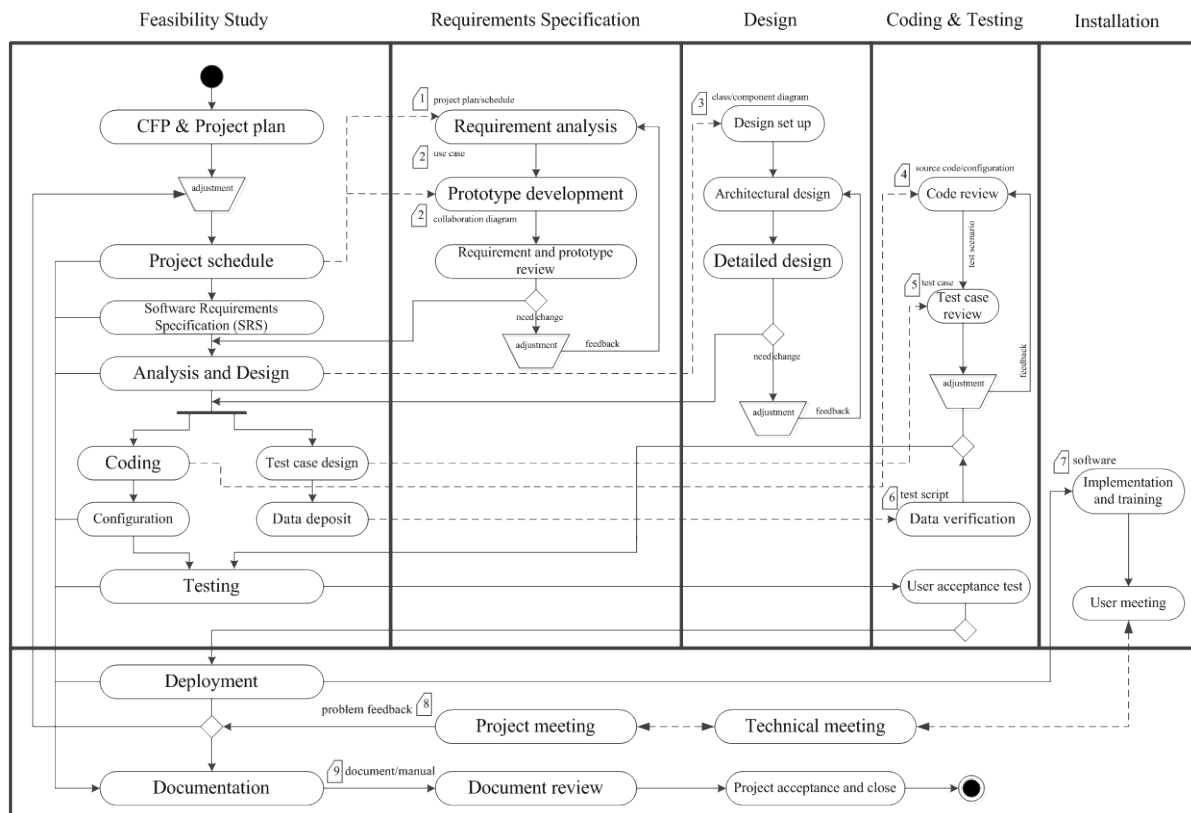 Feasibility Study
Requirements Specification
Design
Coding & Testing
Installation
CFP & Project plan
adjustment
Project schedule
Software Requirements
Specification (SRS)
Analysis and Design
Coding
Test case design
Configuration
Data deposit
Testing
1 project plan/schedule
Requirement analysis
2 use case
Prototype development
2 collaboration diagram
Requirement and prototype
review
need change
adjustment
feedback
3 class/component diagram
Design set up
Architectural design
Detailed design
need change
adjustment
feedback
4 source code/configuration
Code review
test scenario
5 test case
Test case
review
adjustment
feedback
6 test script
Data verification
User acceptance test
7 software
Implementation
and training
User meeting
Deployment
problem feedback 8
Project meeting
Technical meeting
Documentation
9 document/manual
Document review
Project acceptance and close